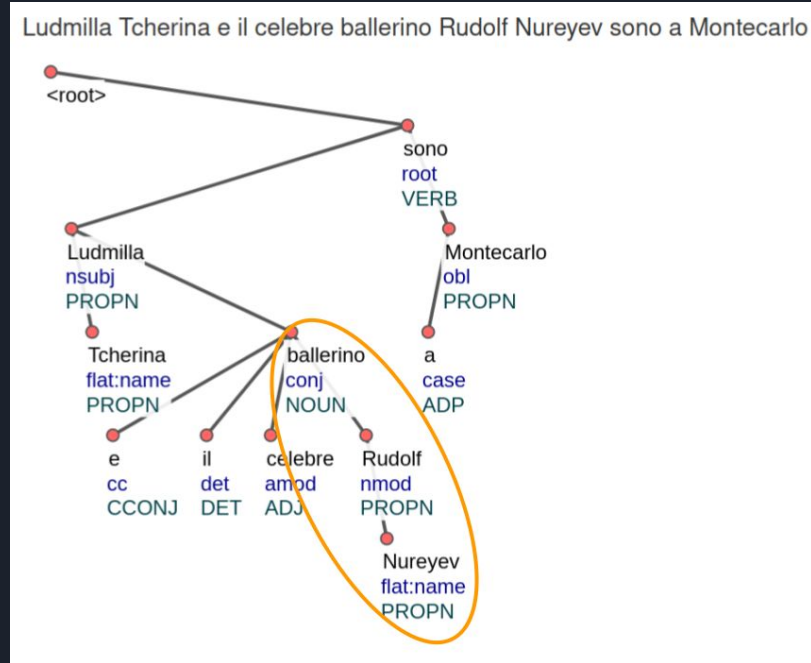 Ludmilla Tcherina e il celebre ballerino Rudolf Nureyev sono a Montecarlo
<root>
sono
root
VERB
Ludmilla
nsubj
PROPN
Montecarlo
obl
PROPN
Tcherina
flat:name
PROPN
ballerino
conj
NOUN
a
case
ADP
e
cc
CCONJ
il
det
DET
celebre
amod
ADJ
Rudolf
nmod
PROPN
Nureyev
flat:name
PROPN